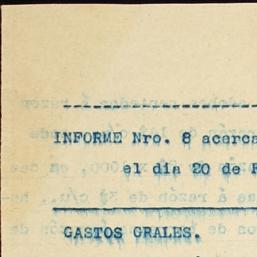 INFORME Nro. 8 acerca
el dia 20 de
GASTOS GRALES.